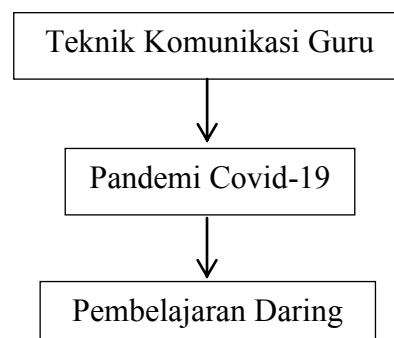 Teknik Komunikasi Guru
Pandemi Covid-19
Pembelajaran Daring